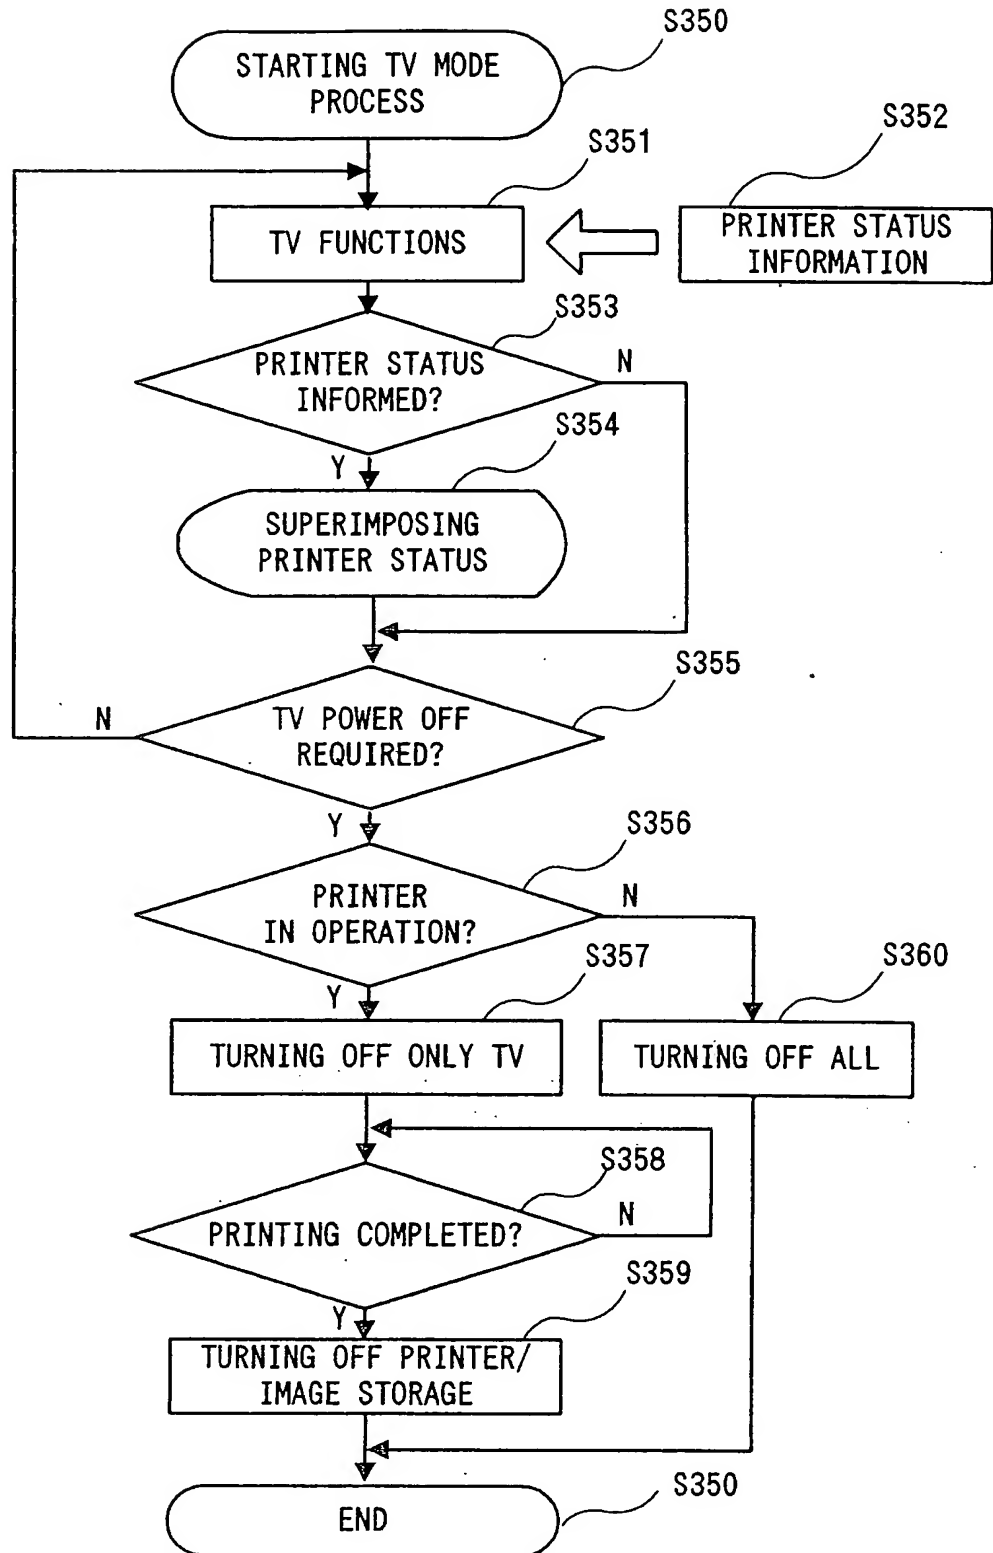 S350
STARTING TV MODE
PROCESS
S351
S352
TV FUNCTIONS
PRINTER STATUS
INFORMATION
S353
PRINTER STATUS
INFORMED?
N
S354
Y
SUPERIMPOSING
PRINTER STATUS
S355
N
TV POWER OFF
REQUIRED?
Y
S356
PRINTER
IN OPERATION?
N
S357
S360
Y
TURNING OFF ONLY TV
TURNING OFF ALL
S358
PRINTING COMPLETED?
N
S359
Y
TURNING OFF PRINTER/
IMAGE STORAGE
S350
END